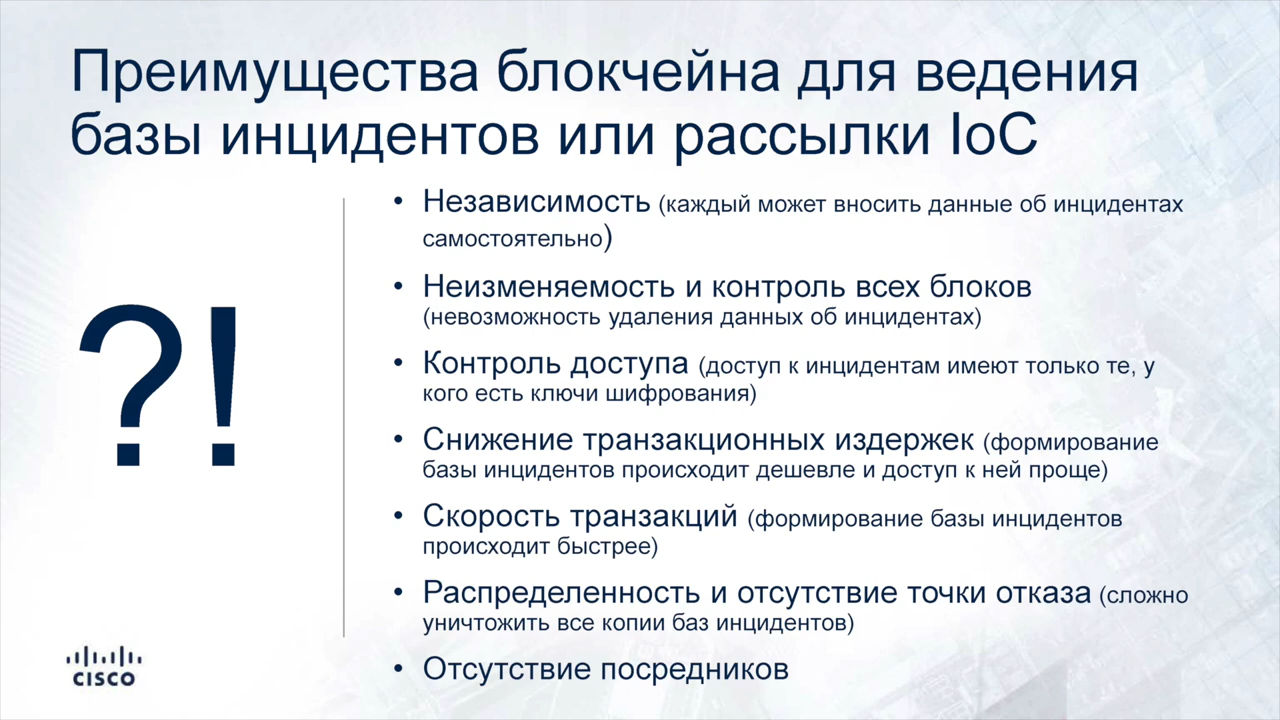 Преимущества блокчейна для ведения
базы инцидентов или рассылки IoC
?!
• Независимость (каждый может вносить данные об инцидентах
самостоятельно)
• Неизменяемость и контроль всех блоков
(невозможность удаления данных об инцидентах)
• Контроль доступа (доступ к инцидентам имеют только те, у
кого есть ключи шифрования)
• Снижение транзакционных издержек (формирование
базы инцидентов происходит дешевле и доступ к ней проще)
• Скорость транзакций (формирование базы инцидентов
происходит быстрее)
• Распределенность и отсутствие точки отказа (сложно
уничтожить все копии баз инцидентов)
• Отсутствие посредников
CISCO